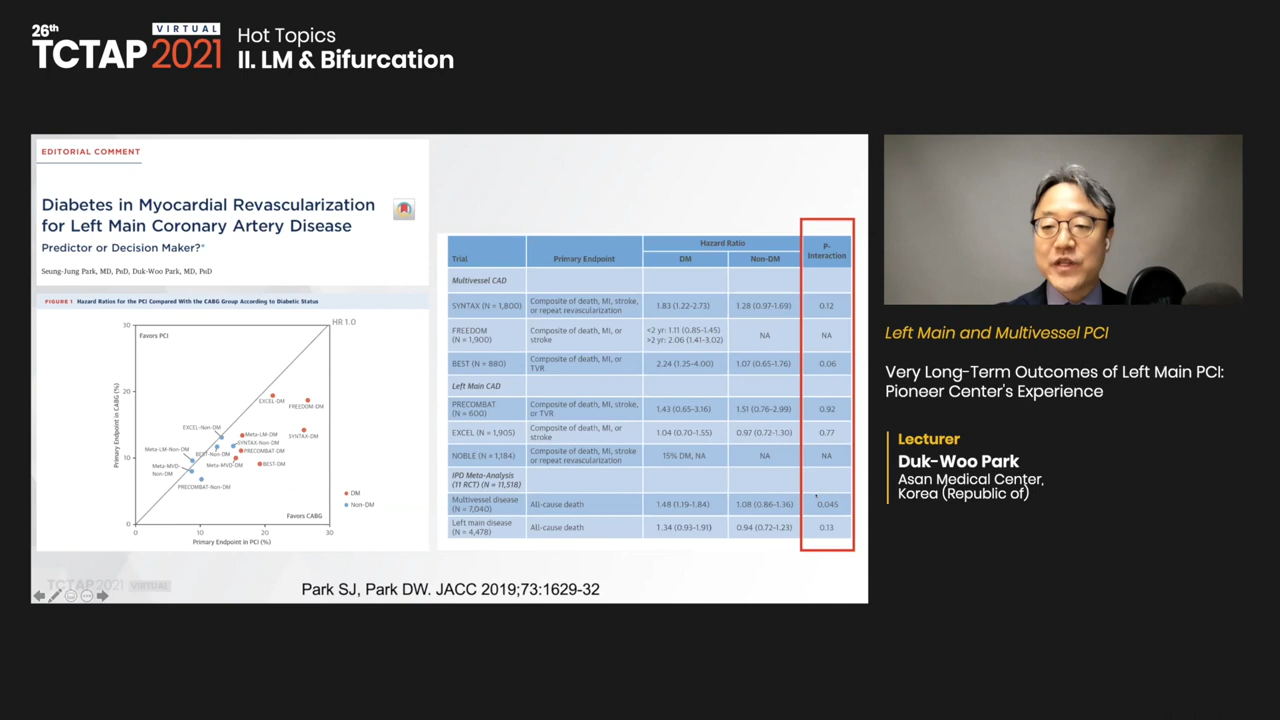 26th
VIRTUAL
TCTAP 2021
Hot Topics
II. LM & Bifurcation
EDITORIAL COMMENT
Diabetes in Myocardial Revascularization
for Left Main Coronary Artery Disease
Predictor or Decision Maker?*
Seung-Jung Park, MD, PhD, Duk-Woo Park, MD, PhD
FIGURE 1 Hazard Ratios for the PCI Compared With the CABG Group According to Diabetic Status
HR 1.0
30
Favors PCI
20
EXCEL-DM
FREEDOM-DM
EXCEL-Non-DM
Meta-LM-DM
SYNTAX-DM
SYNTAX-Non-DM
Meta-LM-Non-DM
BEST-Non-DM
PRECOMBAT-DM
10
Meta-MVD-DM
BEST-DM
Meta-MVD-
Non-DM
PRECOMBAT-Non-DM
DM
Non-DM
Favors CABG
0
10
20
30
Primary Endpoint in CABG (%)
Primary Endpoint in PCI (%)
Hazard Ratio
P-
Interaction
Trial
Primary Endpoint
DM
Non-DM
Multivessel CAD
SYNTAX (N = 1,800)
Composite of death, MI, stroke,
or repeat revascularization
1.83 (1.22-2.73)
1.28 (0.97-1.69)
0.12
FREEDOM
(N = 1,900)
Composite of death, MI, or
stroke
<2 yr: 1.11 (0.85-1.45)
>2 yr: 2.06 (1.41-3.02)
NA
NA
BEST (N = 880)
Composite of death, MI, or
TVR
2.24 (1.25-4.00)
1.07 (0.65-1.76)
0.06
Left Main CAD
PRECOMBAT
(N = 600)
Composite of death, MI, stroke,
or TVR
1.43 (0.65-3.16)
1.51 (0.76-2.99)
0.92
EXCEL (N = 1,905)
Composite of death, MI, or
stroke
1.04 (0.70-1.55)
0.97 (0.72-1.30)
0.77
NOBLE (N = 1,184)
Composite of death, MI, stroke
or repeat revascularization
15% DM, NA
NA
NA
IPD Meta-Analysis
(11 RCT) (N = 11,518)
Multivessel disease
(N = 7,040)
All-cause death
1.48 (1.19-1.84)
1.08 (0.86-1.36)
0.045
Left main disease
(N = 4,478)
All-cause death
1.34 (0.93-1.91)
0.94 (0.72-1.23)
0.13
TCTAP 2021 VIRTUAL
Park SJ, Park DW. JACC 2019;73:1629-32
Left Main and Multivessel PCI
Very Long-Term Outcomes of Left Main PCI:
Pioneer Center's Experience
Lecturer
Duk-Woo Park
Asan Medical Center,
Korea (Republic of)